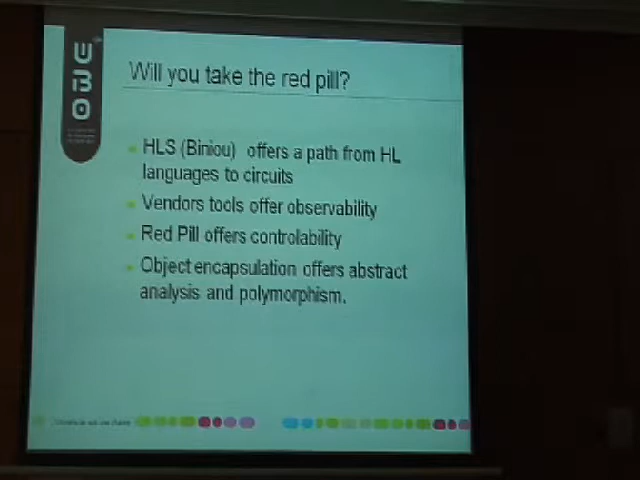 UBO
Will you take the red pill?
HLS (Biniou) offers a path from HL
languages to circuits
Vendors tools offer observability
Red Pill offers controlability
Object encapsulation offers abstract
analysis and polymorphism.